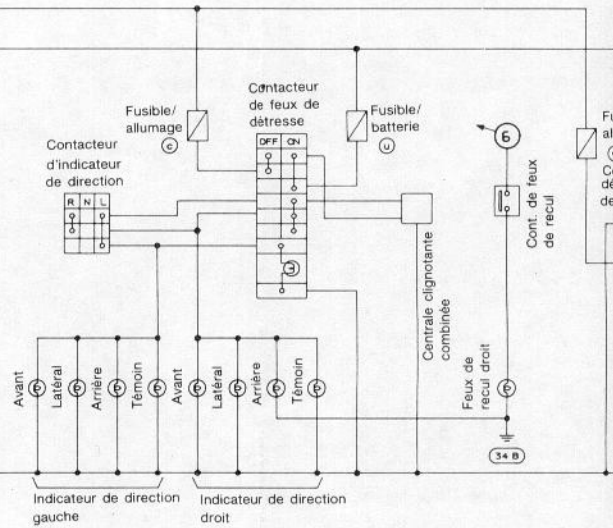 Fusible/
allumage
c
Contacteur
de feux de
détresse
OFF ON
Fusible/
batterie
u
6
Contacteur
d'indicateur
de direction
R N L
Cont. de feux
de recul
Centrale clignotante
combinée
Avant
Latéral
Arrière
Témoin
Avant
Latéral
Arrière
Témoin
Feux de
recul droit
34 B
Indicateur de direction
gauche
Indicateur de direction
droit